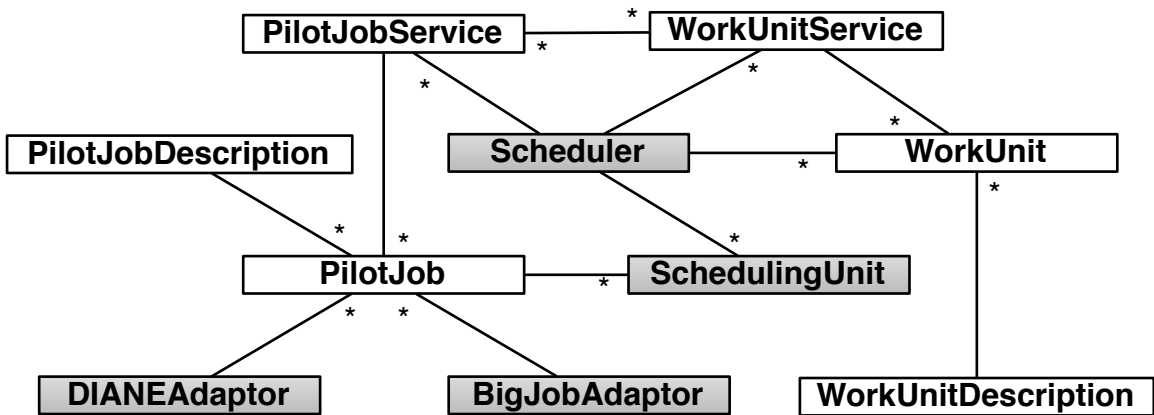 PilotJobService
*
*
WorkUnitService
*
*
*
PilotJobDescription
Scheduler
*
WorkUnit
*
*
*
*
PilotJob
*
SchedulingUnit
*
*
DIANEAdaptor
BigJobAdaptor
WorkUnitDescription